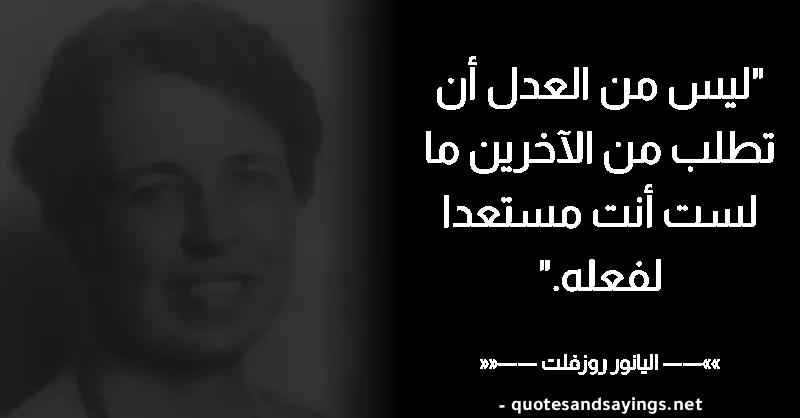 "ليس من العدل أن
تطلب من الآخرين ما
لست أنت مستعدا
لفعله."
»»—— اليانور روزفلت ——««
- quotesandsayings.net